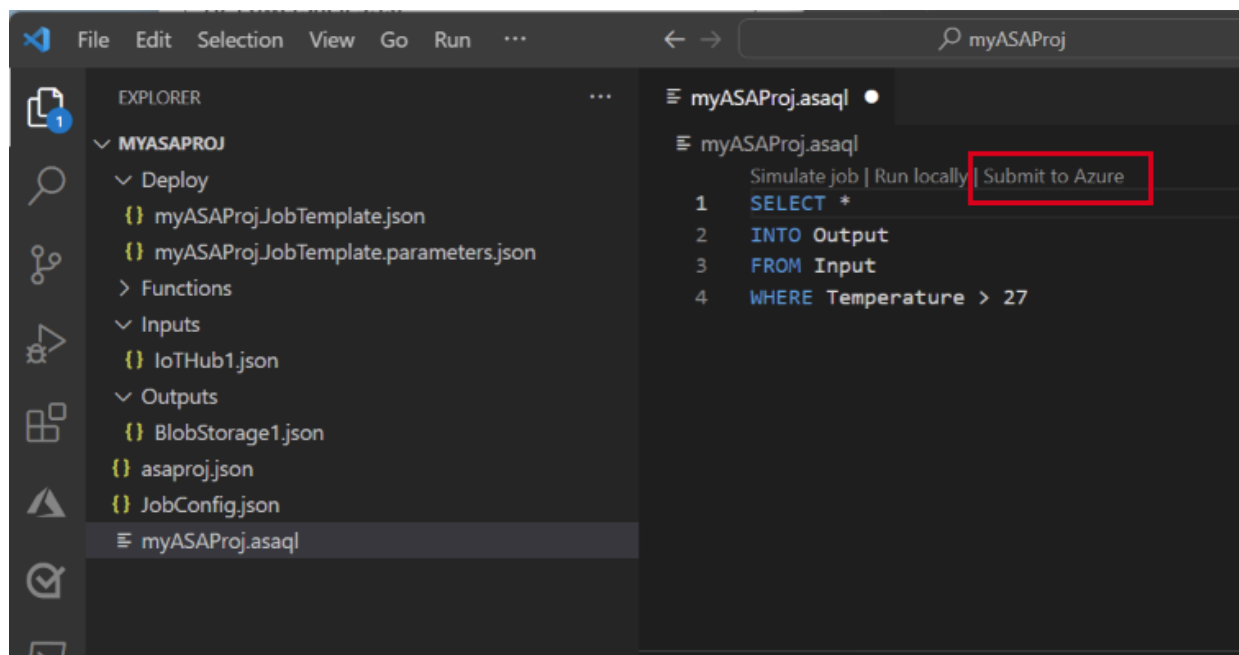 File Edit Selection View Go Run ···
myASAProj
EXPLORER ···
MYASAPROJ
Deploy
{} myASAProj.JobTemplate.json
{} myASAProj.JobTemplate.parameters.json
Functions
Inputs
{} IoTHub1.json
Outputs
{} BlobStorage1.json
{} asaproj.json
{} JobConfig.json
myASAProj.asaql
1
myASAProj.asaql
myASAProj.asaql
Simulate job | Run locally | Submit to Azure
1 SELECT *
2 INTO Output
3 FROM Input
4 WHERE Temperature > 27